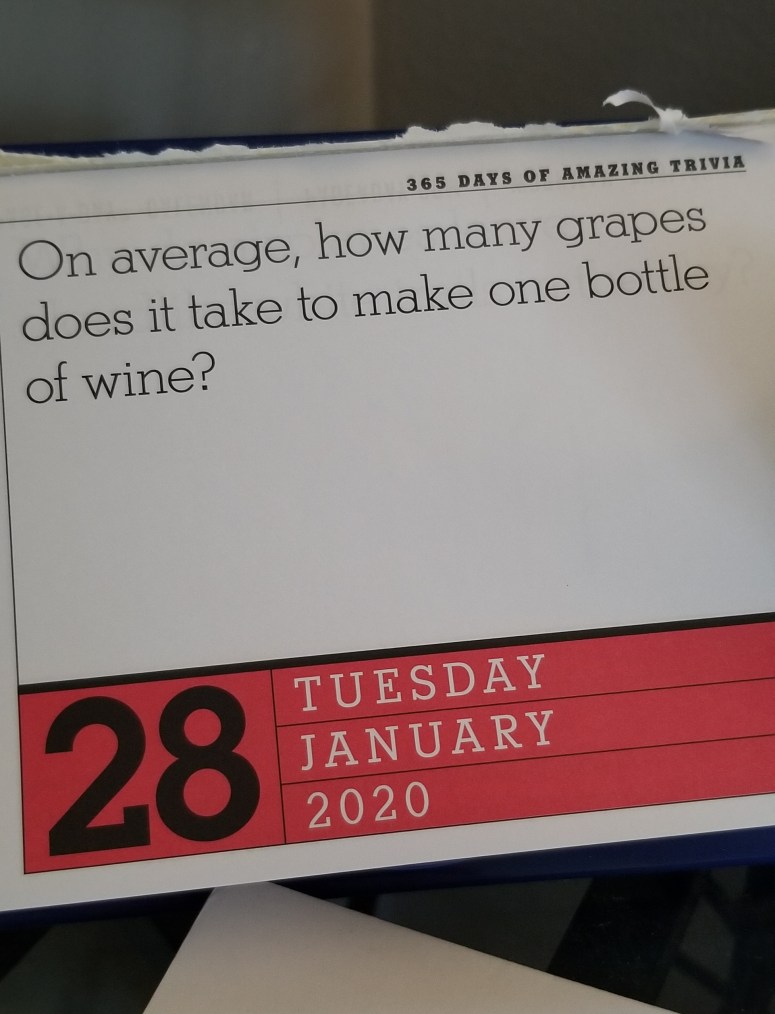 365 DAYS OF AMAZING TRIVIA
On average, how many grapes
does it take to make one bottle
of wine?
28
TUESDAY
JANUARY
2020